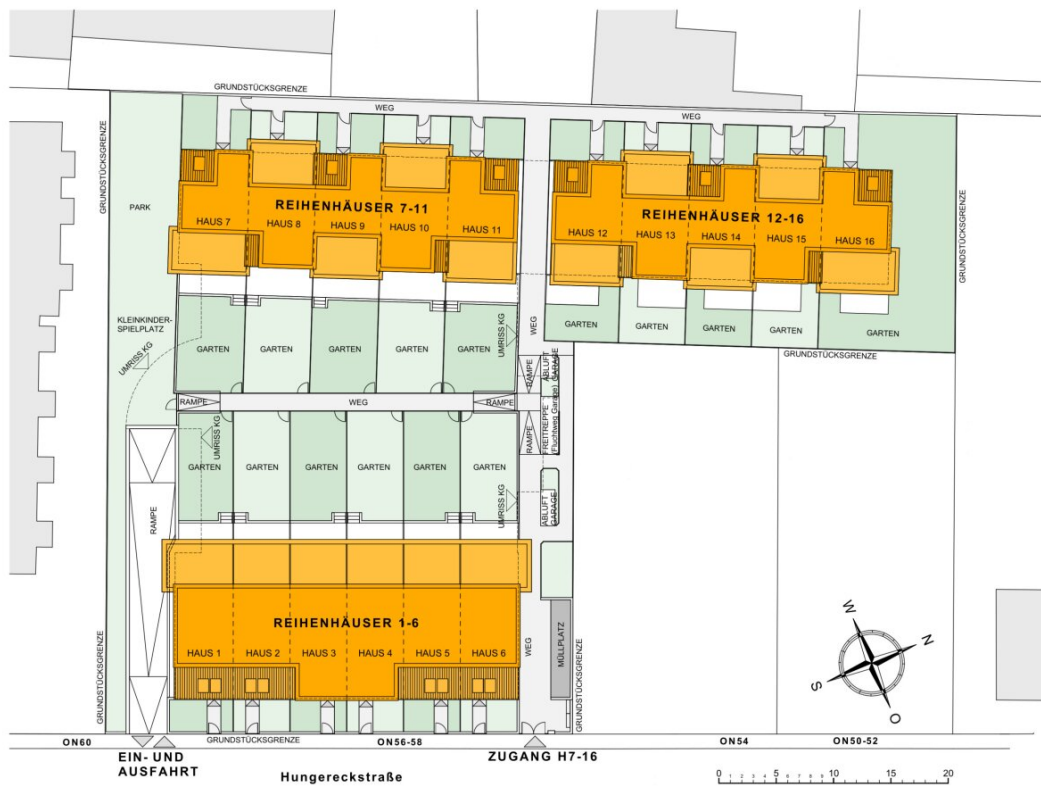 GRUNDSTÜCKSGRENZE
WEG
WEG
GRUNDSTÜCKSGRENZE
PARK
REIHENHÄUSER 7-11
HAUS 7
HAUS 8
HAUS 9
HAUS 10
HAUS 11
REIHENHÄUSER 12-16
HAUS 12
HAUS 13
HAUS 14
HAUS 15
HAUS 16
GRUNDSTÜCKSGRENZE
KLEINKINDER-
SPIELPLATZ
UMRISS KG
GARTEN
GARTEN
GARTEN
GARTEN
GARTEN
UMRISS KG
WEG
GARTEN
GARTEN
GARTEN
GARTEN
GARTEN
GRUNDSTÜCKSGRENZE
RAMPE
WEG
RAMPE
RAMPE
ABLUFT
GARAGE
RAMPE
FREITREPPE
(Fluchtweg Garage)
GARTEN
GARTEN
GARTEN
GARTEN
GARTEN
GARTEN
UMRISS KG
UMRISS KG
ABLUFT
GARAGE
RAMPE
REIHENHÄUSER 1-6
HAUS 1
HAUS 2
HAUS 3
HAUS 4
HAUS 5
HAUS 6
WEG
MÜLLPLATZ
GRUNDSTÜCKSGRENZE
GRUNDSTÜCKSGRENZE
W
N
S
O
ON60
GRUNDSTÜCKSGRENZE
ON56-58
ON54
ON50-52
EIN- UND
AUSFAHRT
ZUGANG H7-16
Hungereckstraße
0 1 2 3 4 5 6 7 8 9 10 15 20